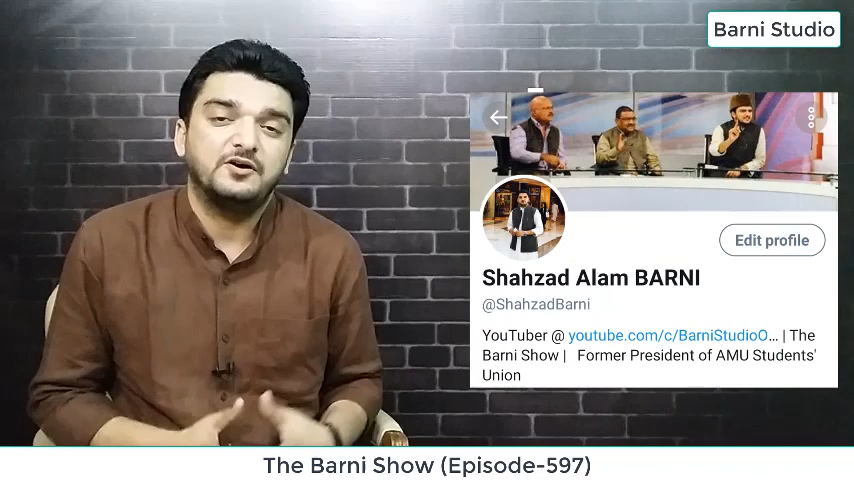 Barni Studio
Edit profile
Shahzad Alam BARNI
@ShahzadBarni
YouTuber @ youtube.com/c/BarniStudioO... | The
Barni Show | Former President of AMU Students'
Union
The Barni Show (Episode-597)